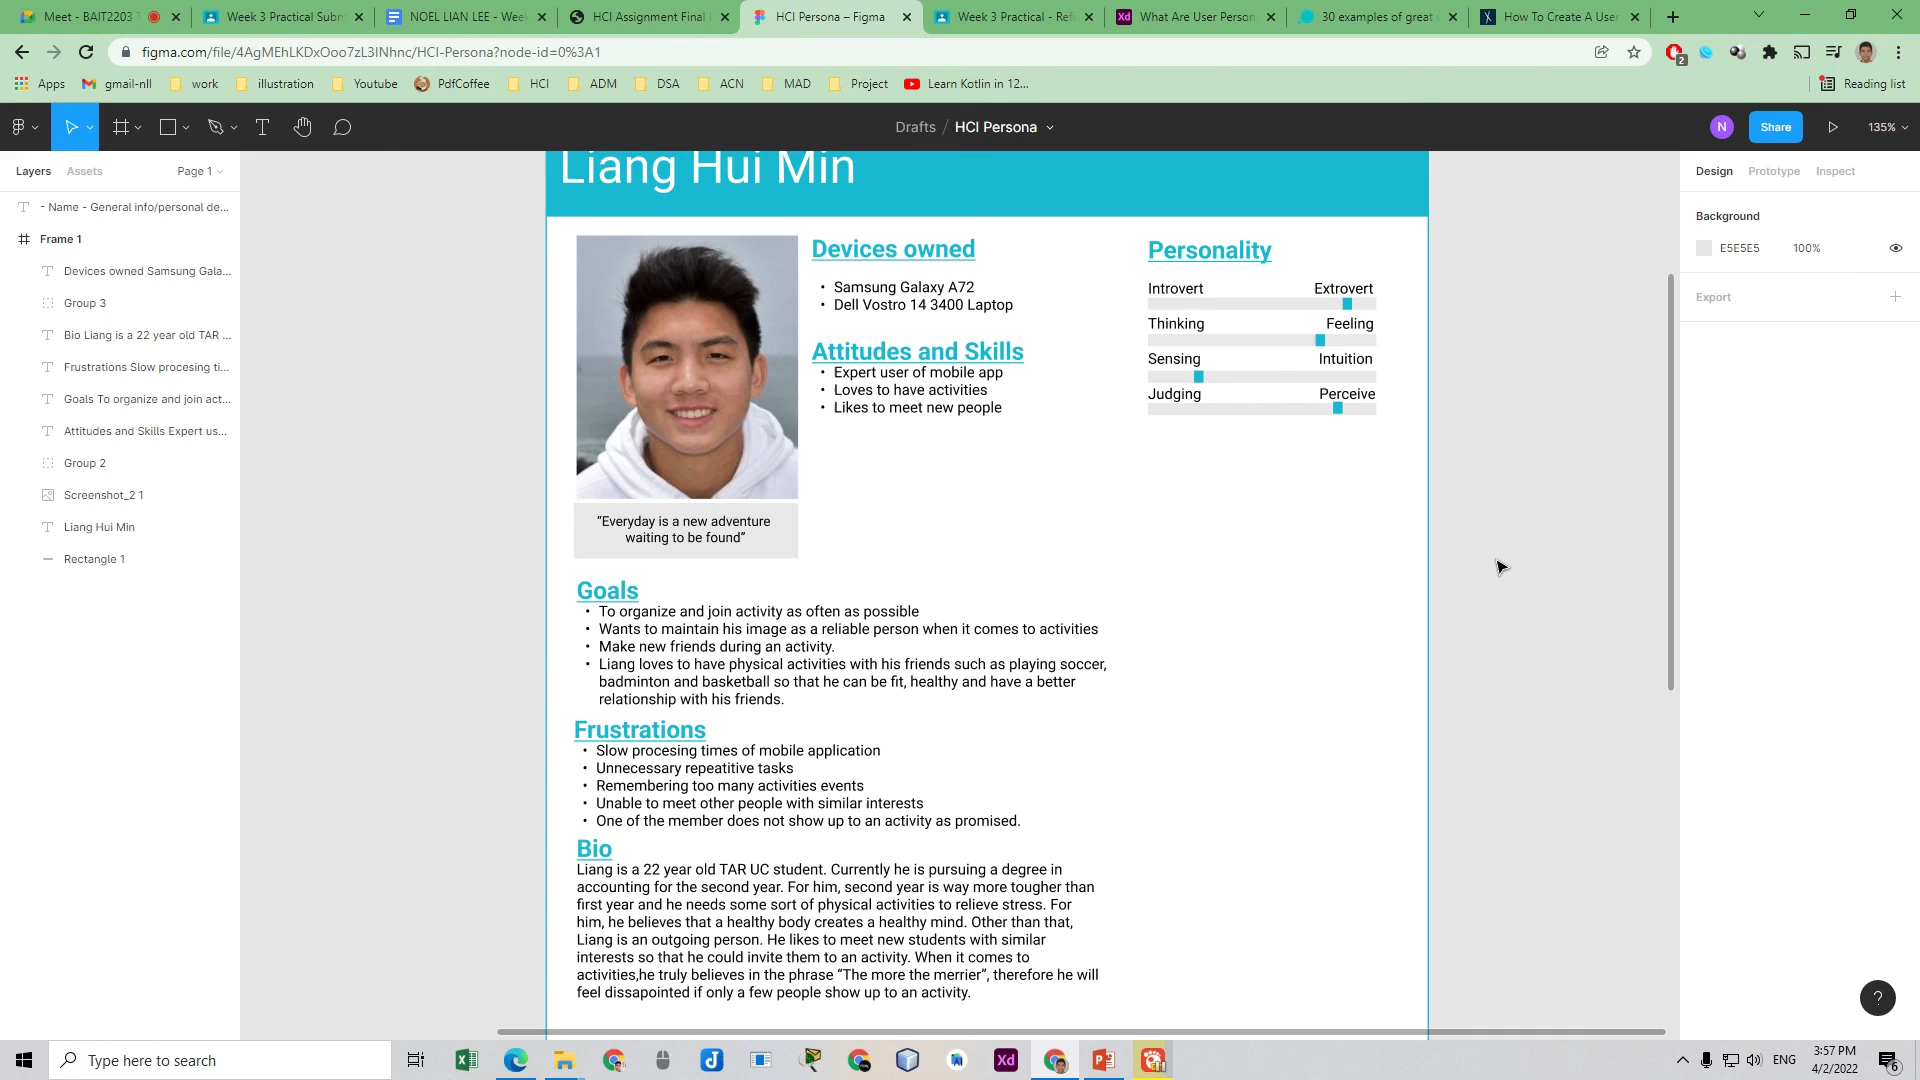 Meet - BAIT2203
Week 3 Practical Subm
NOEL LIAN LEE - Week
HCI Assignment Final
HCI Persona – Figma
Week 3 Practical - Refl
What Are User Person
30 examples of great
How To Create A User
figma.com/file/4AgMEhLKDxOoo7zL3INhnc/HCI-Persona?node-id=0%3A1
2
Apps gmail-nll work illustration Youtube PdfCoffee HCI ADM DSA ACN MAD Project Learn Kotlin in 12... Reading list
Drafts / HCI Persona N Share 135%
Layers Assets Page 1
- Name - General info/personal de...
Frame 1
Devices owned Samsung Gala...
Group 3
Bio Liang is a 22 year old TAR ...
Frustrations Slow procesing ti...
Goals To organize and join act...
Attitudes and Skills Expert us...
Group 2
Screenshot_2 1
Liang Hui Min
Rectangle 1
Liang Hui Min
Devices owned
• Samsung Galaxy A72
• Dell Vostro 14 3400 Laptop
Attitudes and Skills
• Expert user of mobile app
• Loves to have activities
• Likes to meet new people
Personality
Introvert Extrovert
Thinking Feeling
Sensing Intuition
Judging Perceive
“Everyday is a new adventure
waiting to be found”
Goals
• To organize and join activity as often as possible
• Wants to maintain his image as a reliable person when it comes to activities
• Make new friends during an activity.
• Liang loves to have physical activities with his friends such as playing soccer,
badminton and basketball so that he can be fit, healthy and have a better
relationship with his friends.
Frustrations
• Slow procesing times of mobile application
• Unnecessary repeatitive tasks
• Remembering too many activities events
• Unable to meet other people with similar interests
• One of the member does not show up to an activity as promised.
Bio
Liang is a 22 year old TAR UC student. Currently he is pursuing a degree in
accounting for the second year. For him, second year is way more tougher than
first year and he needs some sort of physical activities to relieve stress. For
him, he believes that a healthy body creates a healthy mind. Other than that,
Liang is an outgoing person. He likes to meet new students with similar
interests so that he could invite them to an activity. When it comes to
activities,he truly believes in the phrase “The more the merrier”, therefore he will
feel dissapointed if only a few people show up to an activity.
Design Prototype Inspect
Background
E5E5E5 100%
Export
?
Type here to search
Xd
ENG
3:57 PM
4/2/2022
6